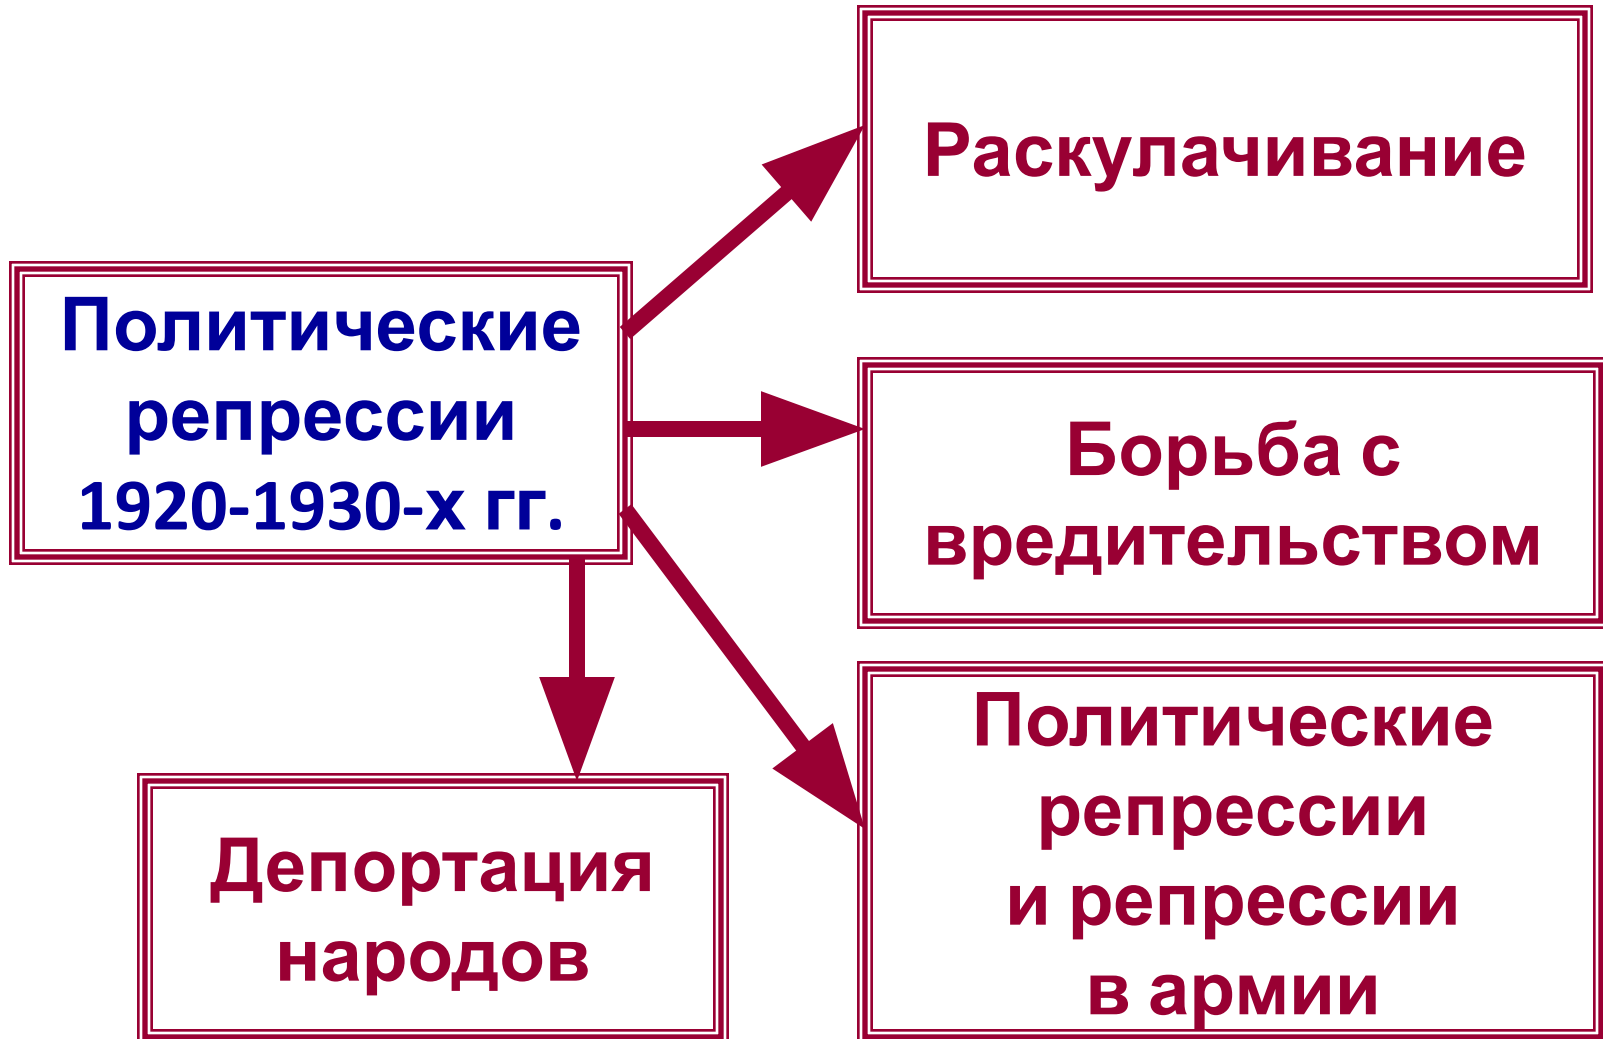 Политические
репрессии
1920-1930-х гг.
Раскулачивание
Борьба с
вредительством
Политические
репрессии
и репрессии
в армии
Депортация
народов